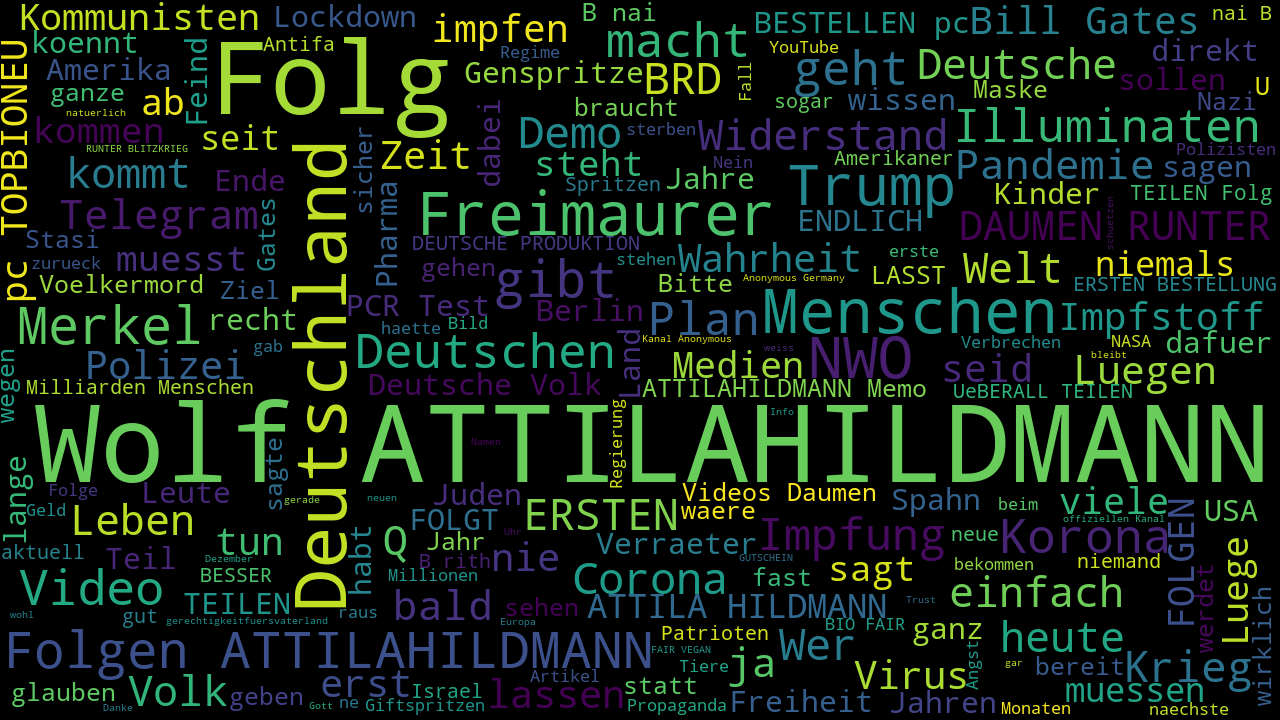 Kommunisten
Lockdown
impfen
B nai
macht
BESTELLEN pc
Bill Gates
nai B
koennt
Antifa
Regime
YouTube
direkt
Folg
Amerika
Feind
Genspritze
BRD
Fall
geht
Deutsche
sollen
ganze
ab
braucht
sogar
wissen
Maske
Nazi
U
natuerlich
TOPBIONEU
kommen
seit
dabei
Demo
sterben
Widerstand
Illuminaten
RUNTER BLITZKRIEG
Zeit
steht
Nein
Amerikaner
Polizisten
kommt
Ende
sicher
Spritzen
Jahre
Trump
Pandemie
sagen
Telegram
Pharma
Freimaurer
Kinder
TEILEN Folg
ENDLICH
DAUMEN RUNTER
schuetzen
Stasi
Gates
DEUTSCHE PRODUKTION
zurueck
muesst
gehen
stehen
Wahrheit
erste
LASST
Welt
niemals
pc
Voelkermord
Ziel
gibt
Bitte
Anonymous Germany
ERSTEN BESTELLUNG
Deutschland
PCR Test
Berlin
Plan
Menschen
Impfstoff
Merkel
recht
haette
Bild
Kanal Anonymous
weiss
Verbrechen
NASA
dafuer
gab
Polizei
Deutschen
Land
Medien
NWO
seid
bleibt
Luegen
wegen
Milliarden Menschen
Deutsche Volk
ATTILAHILDMANN Memo
UeBERALL TEILEN
Wolf ATTILAHILDMANN
Regierung
Info
Namen
sagte
lange
Folge
Leute
gerade
neuen
Juden
Videos Daumen
Spahn
beim
viele
Geld
Leben
habt
FOLGT
ERSTEN
waere
offiziellen Kanal
FOLGEN
USA
aktuell
Teil
tun
Q
Jahr
Uhr
Verraeter
Impfung
neue
Korona
Dezember
B rith
nie
GUTSCHEIN
bekommen
niemand
Video
BESSER
Millionen
Corona
fast
sagt
Luege
werdet
wirklich
wohl
gut
TEILEN
raus
bald
sehen
ATTILA HILDMANN
Trust
einfach
gerechtigkeitfuersvaterland
Europa
BIO FAIR
ganz
heute
Folgen ATTILAHILDMANN
Patrioten
FAIR VEGAN
Wer
Angst
Tiere
ja
gar
bereit
Krieg
glauben
Volk
geben
erst
Artikel
Israel
lassen
statt
Virus
muessen
Danke
Gott
ne
Giftspritzen
Propaganda
Freiheit
Jahren
Monaten
naechste